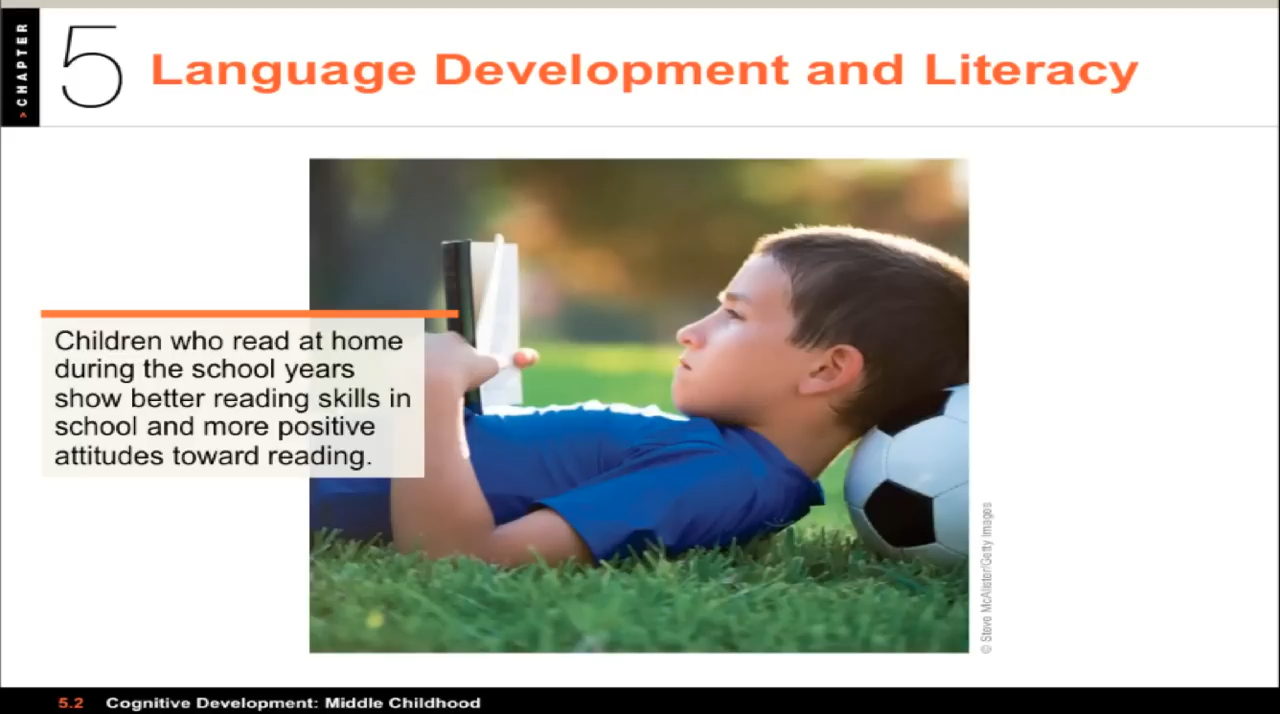 > CHAPTER
5
Language Development and Literacy
Children who read at home
during the school years
show better reading skills in
school and more positive
attitudes toward reading.
© Steve McAlister/Getty Images
5.2 Cognitive Development: Middle Childhood